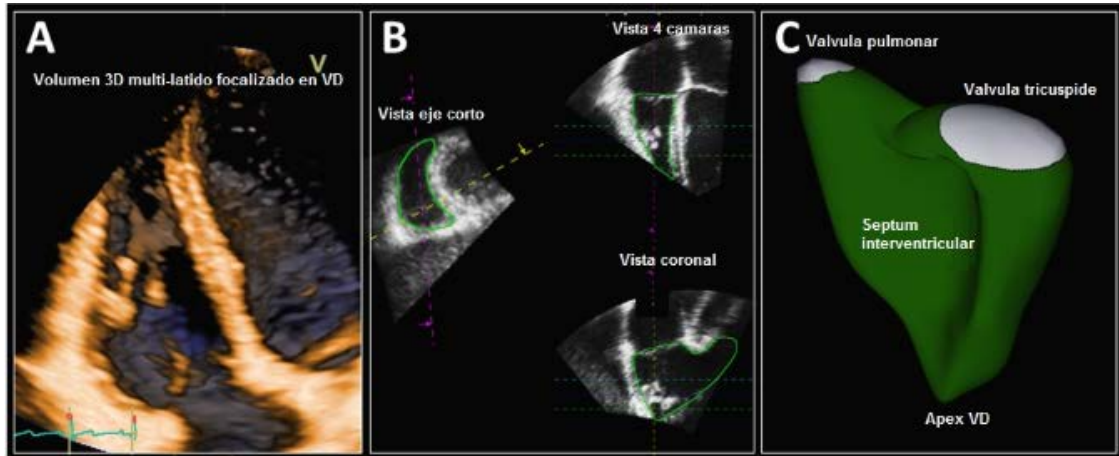 A
V
Volumen 3D multi-latido focalizado en VD
B
Vista 4 camaras
Vista eje corto
Vista coronal
C
Valvula pulmonar
Valvula tricuspide
Septum
interventricular
Apex VD